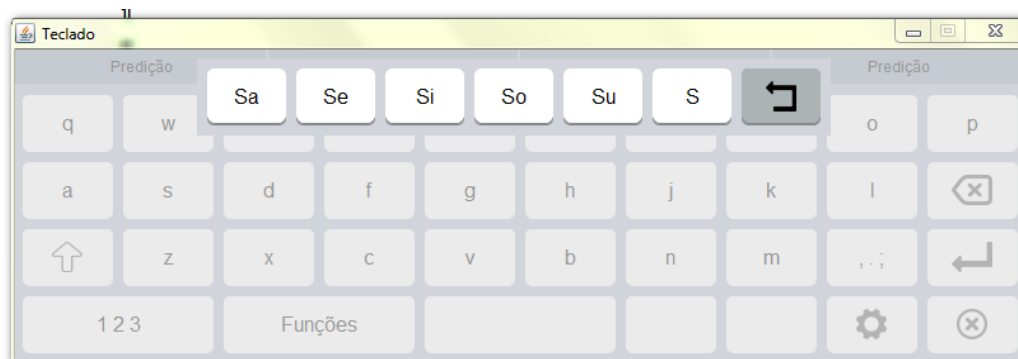 Teclado
Predição Predição
Sa Se Si So Su S
q w o p
a s d f g h j k l
z x c v b n m , . ;
1 2 3 Funções